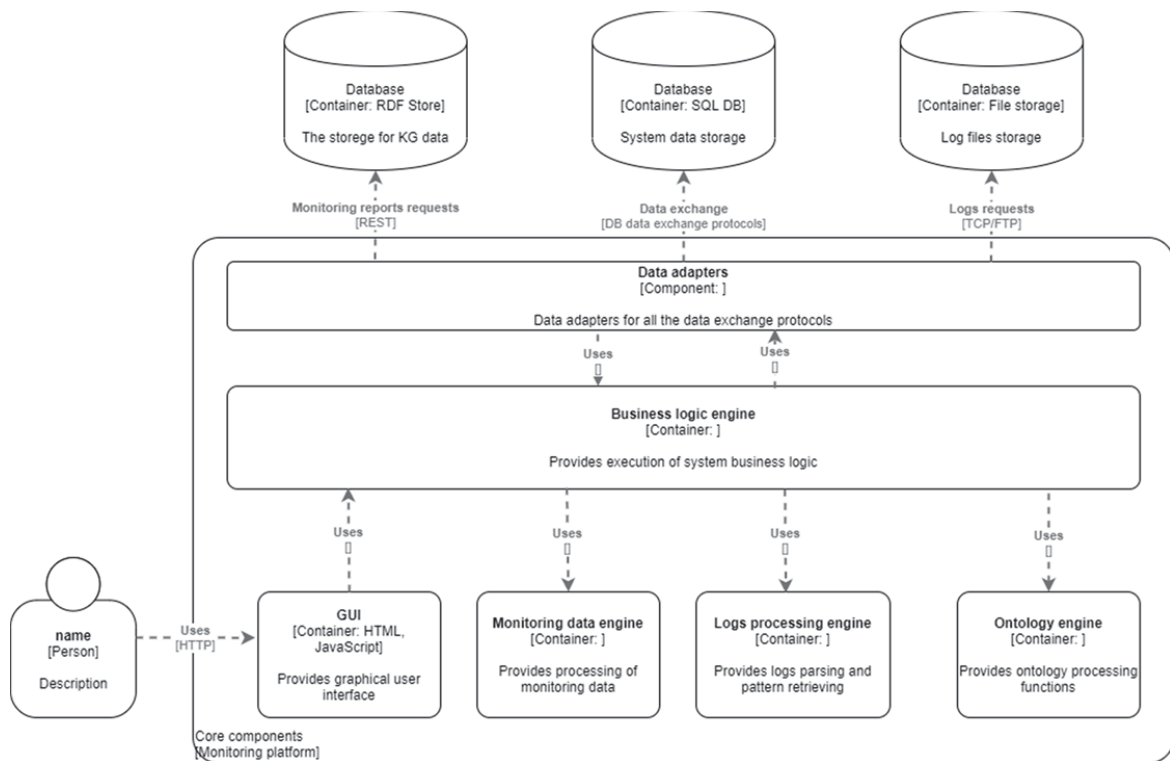 Database
[Container: RDF Store]
The storege for KG data
Database
[Container: SQL DB]
System data storage
Database
[Container: File storage]
Log files storage
Monitoring reports requests
[REST]
Data exchange
[DB data exchange protocols]
Logs requests
[TCP/FTP]
Data adapters
[Component: ]
Data adapters for all the data exchange protocols
Uses
[]
Uses
[]
Business logic engine
[Container: ]
Provides execution of system business logic
Uses
[]
Uses
[]
Uses
[]
Uses
[]
name
[Person]
Description
Uses
[HTTP]
GUI
[Container: HTML,
JavaScript]
Provides graphical user
interface
Monitoring data engine
[Container: ]
Provides processing of
monitoring data
Logs processing engine
[Container: ]
Provides logs parsing and
pattern retrieving
Ontology engine
[Container: ]
Provides ontology processing
functions
Core components
[Monitoring platform]